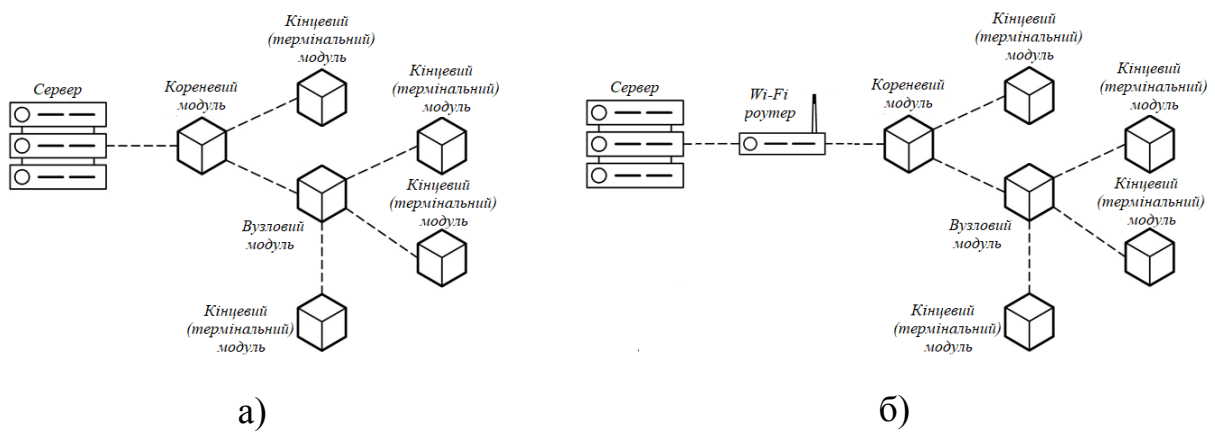 Кінцевий
(термінальний)
модуль
Сервер
Кореневий
модуль
Кінцевий
(термінальний)
модуль
Кінцевий
(термінальний)
модуль
Вузловий
модуль
Кінцевий
(термінальний)
модуль
а)
Кінцевий
(термінальний)
модуль
Сервер
Wi-Fi
роутер
Кореневий
модуль
Кінцевий
(термінальний)
модуль
Кінцевий
(термінальний)
модуль
Вузловий
модуль
Кінцевий
(термінальний)
модуль
б)